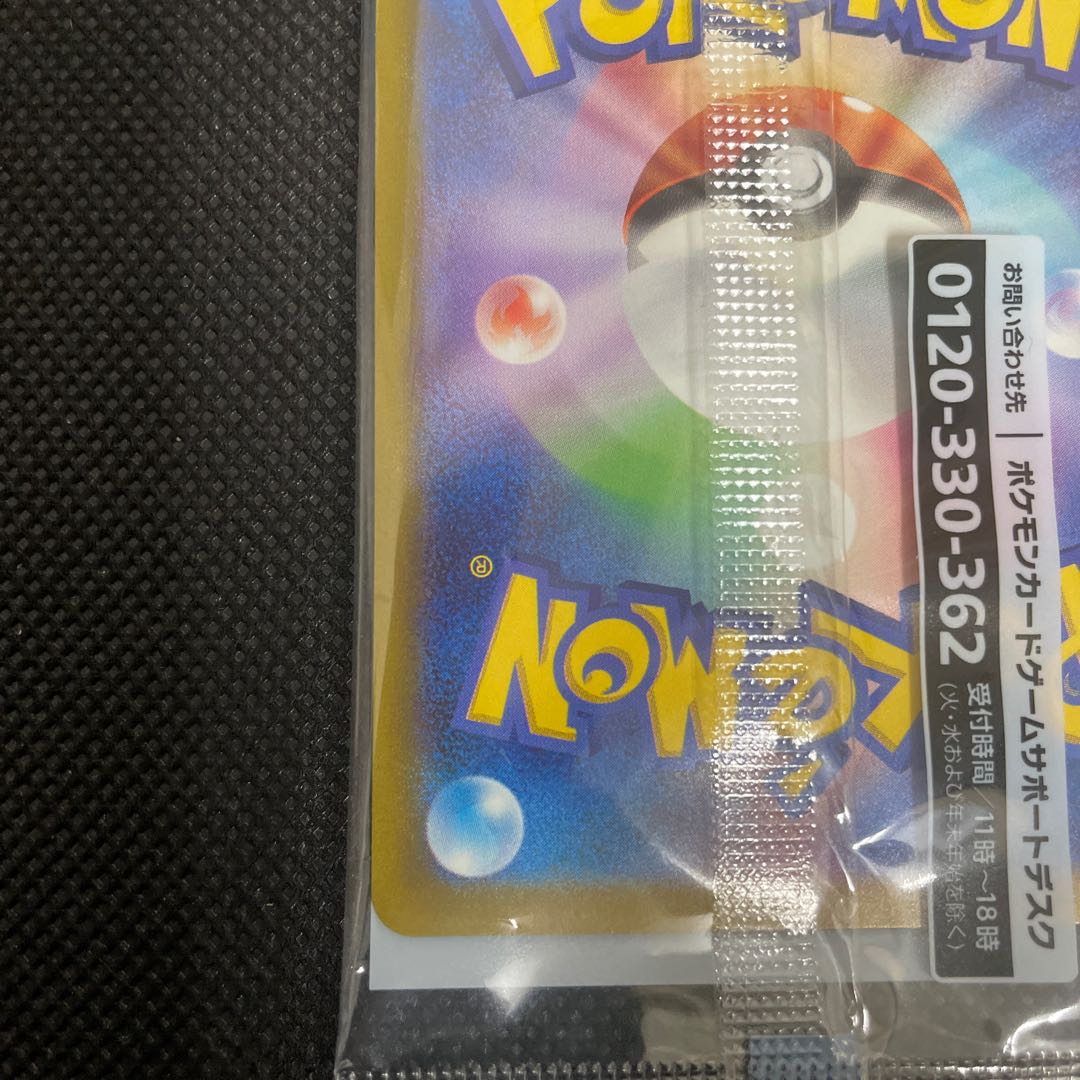 POKÉMON
お問い合わせ先｜ポケモンカードゲームサポートデスク
0120-330-362
受付時間／11時～18時
(火・水および年末年始を除く)
POKÉMON
®